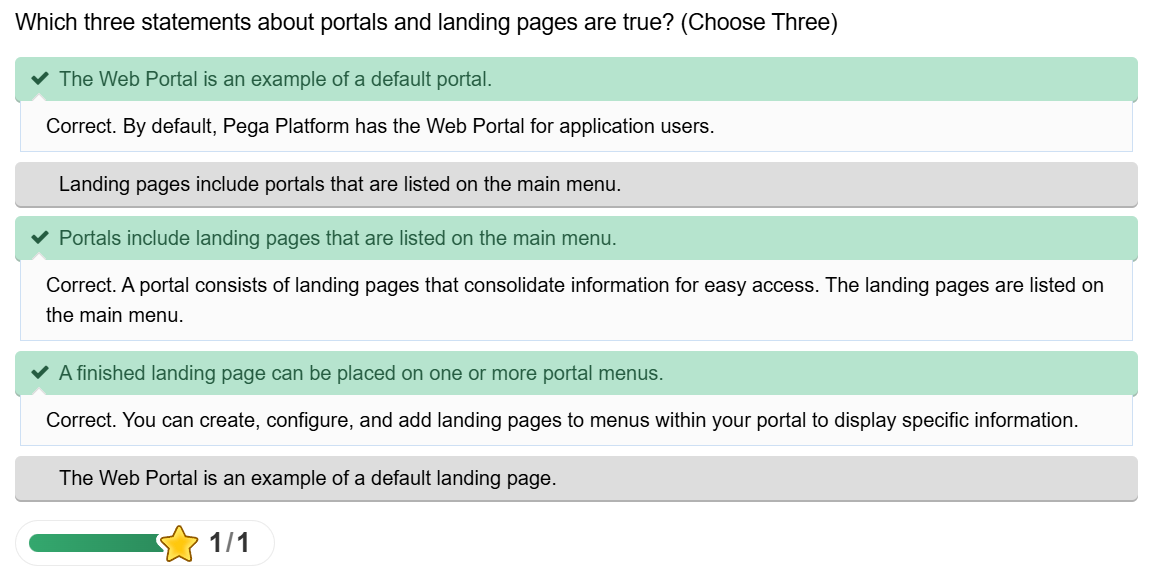 Which three statements about portals and landing pages are true? (Choose Three)
The Web Portal is an example of a default portal.
Correct. By default, Pega Platform has the Web Portal for application users.
Landing pages include portals that are listed on the main menu.
Portals include landing pages that are listed on the main menu.
Correct. A portal consists of landing pages that consolidate information for easy access. The landing pages are listed on
the main menu.
A finished landing page can be placed on one or more portal menus.
Correct. You can create, configure, and add landing pages to menus within your portal to display specific information.
The Web Portal is an example of a default landing page.
1/1